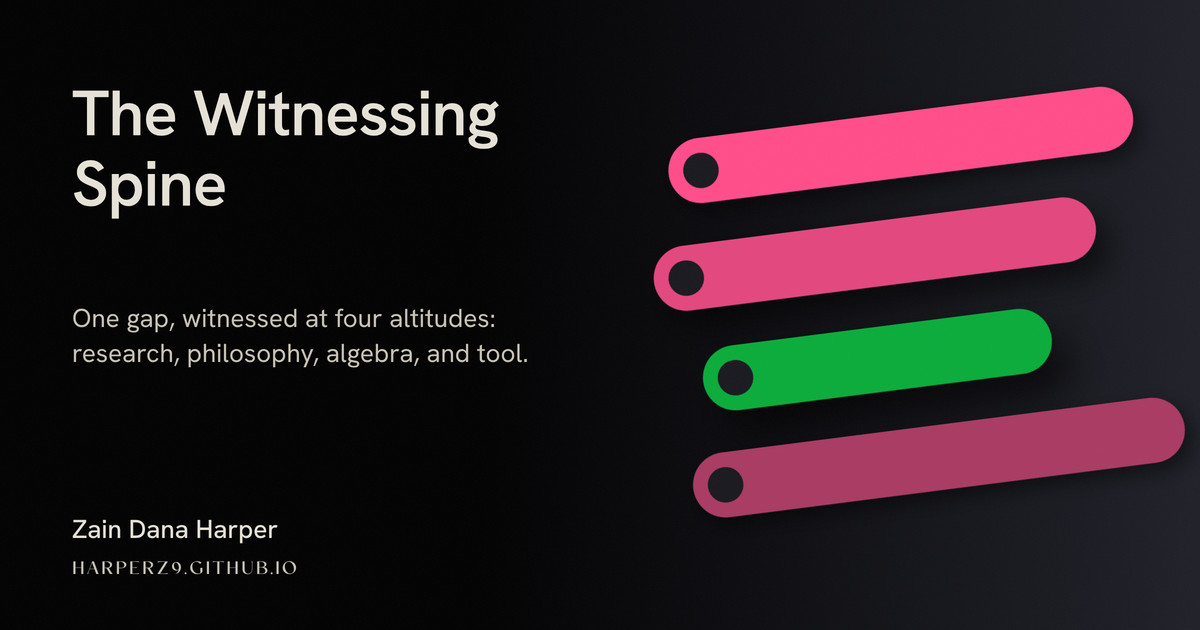 The Witnessing
Spine
One gap, witnessed at four altitudes:
research, philosophy, algebra, and tool.
Zain Dana Harper
HARPERZ9.GITHUB.IO